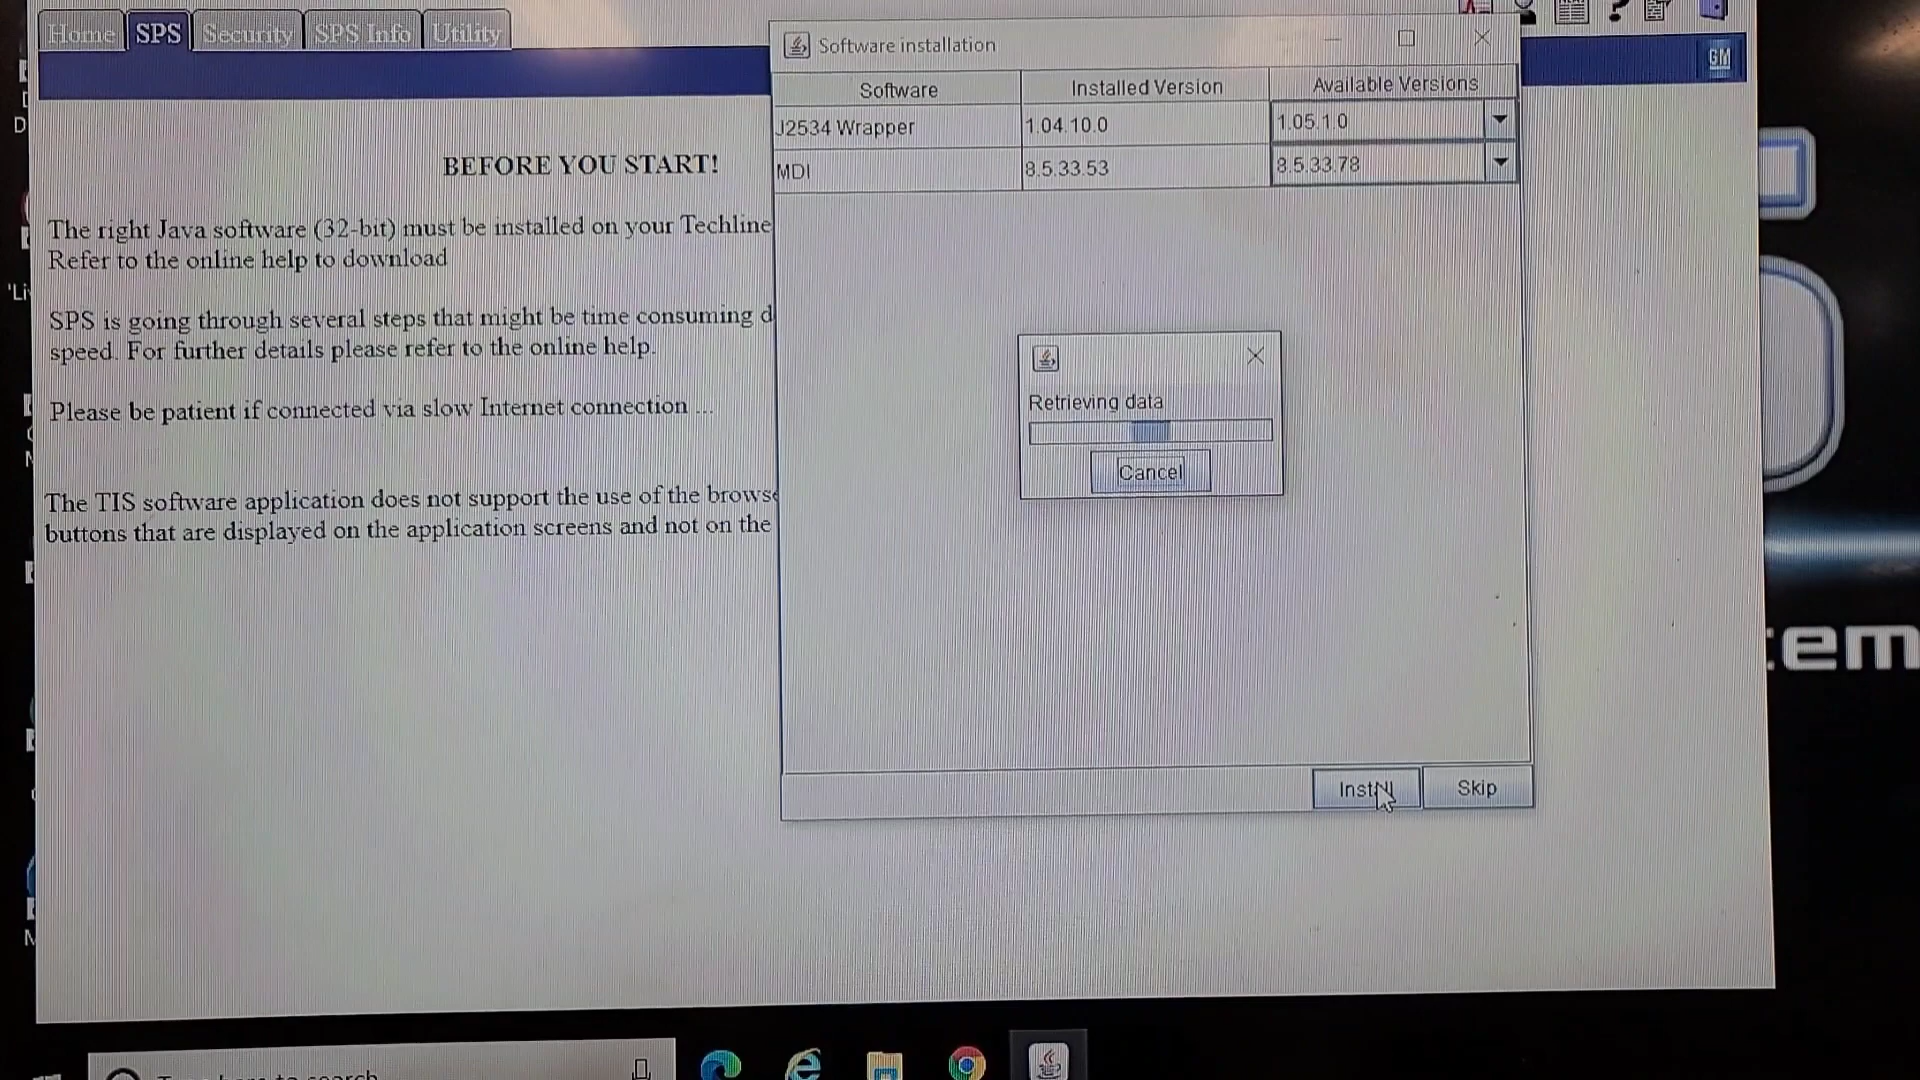 Home SPS Security SPS Info Utility
GM
BEFORE YOU START!
The right Java software (32-bit) must be installed on your Techline
Refer to the online help to download
SPS is going through several steps that might be time consuming d
speed. For further details please refer to the online help.
Please be patient if connected via slow Internet connection ...
The TIS software application does not support the use of the browse
buttons that are displayed on the application screens and not on the
Software installation
Software Installed Version Available Versions
J2534 Wrapper 1.04.10.0 1.05.1.0
MDI 8.5.33.53 8.5.33.78
Retrieving data
Cancel
Install Skip
D
'Li
em